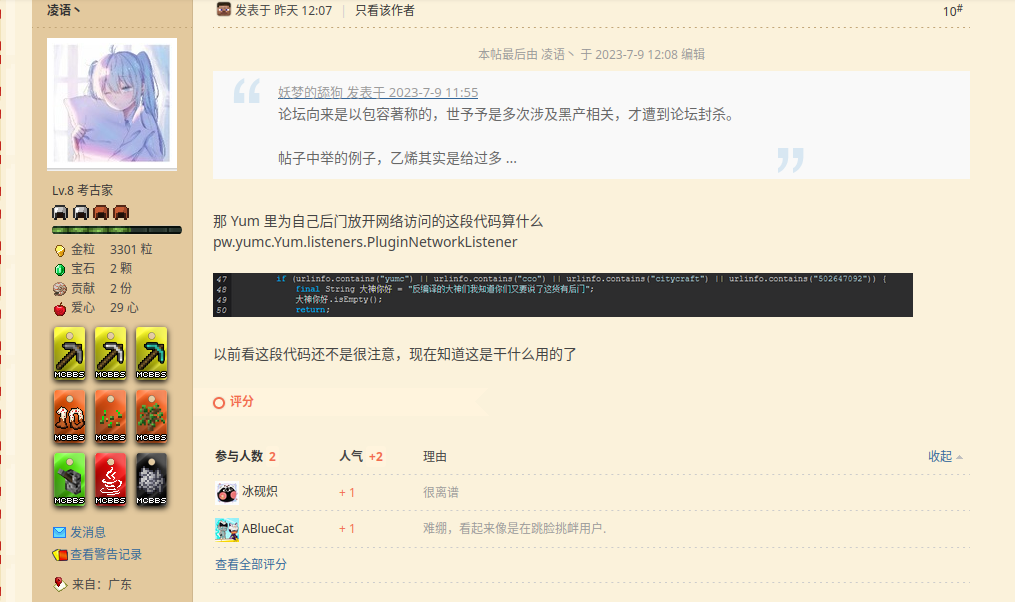 凌语丶
发表于 昨天 12:07 | 只看该作者
10#
本帖最后由 凌语丶 于 2023-7-9 12:08 编辑
妖梦的舔狗 发表于 2023-7-9 11:55
论坛向来是以包容著称的，世予予是多次涉及黑产相关，才遭到论坛封杀。
帖子中举的例子，乙烯其实是给过多 ...
Lv.8 考古家
金粒 3301 粒
宝石 2 颗
贡献 2 份
爱心 29 心
MCBBS MCBBS MCBBS
10
MCBBS MCBBS MCBBS
MCBBS MCBBS MCBBS
发消息
查看警告记录
来自：广东
那 Yum 里为自己后门放开网络访问的这段代码算什么
pw.yumc.Yum.listeners.PluginNetworkListener
47 if (urlinfo.contains("yumc") || urlinfo.contains("coo") || urlinfo.contains("citycraft") || urlinfo.contains("502647092")) {
48 final String 大神你好 = "反编译的大神们我知道你们又要说了这货有后门";
49 大神你好.isEmpty();
50 return;
以前看这段代码还不是很注意，现在知道这是干什么用的了
评分
参与人数 2 人气 +2 理由 收起
冰砚炽 + 1 很离谱
ABlueCat + 1 难绷，看起来像是在跳脸挑衅用户.
查看全部评分